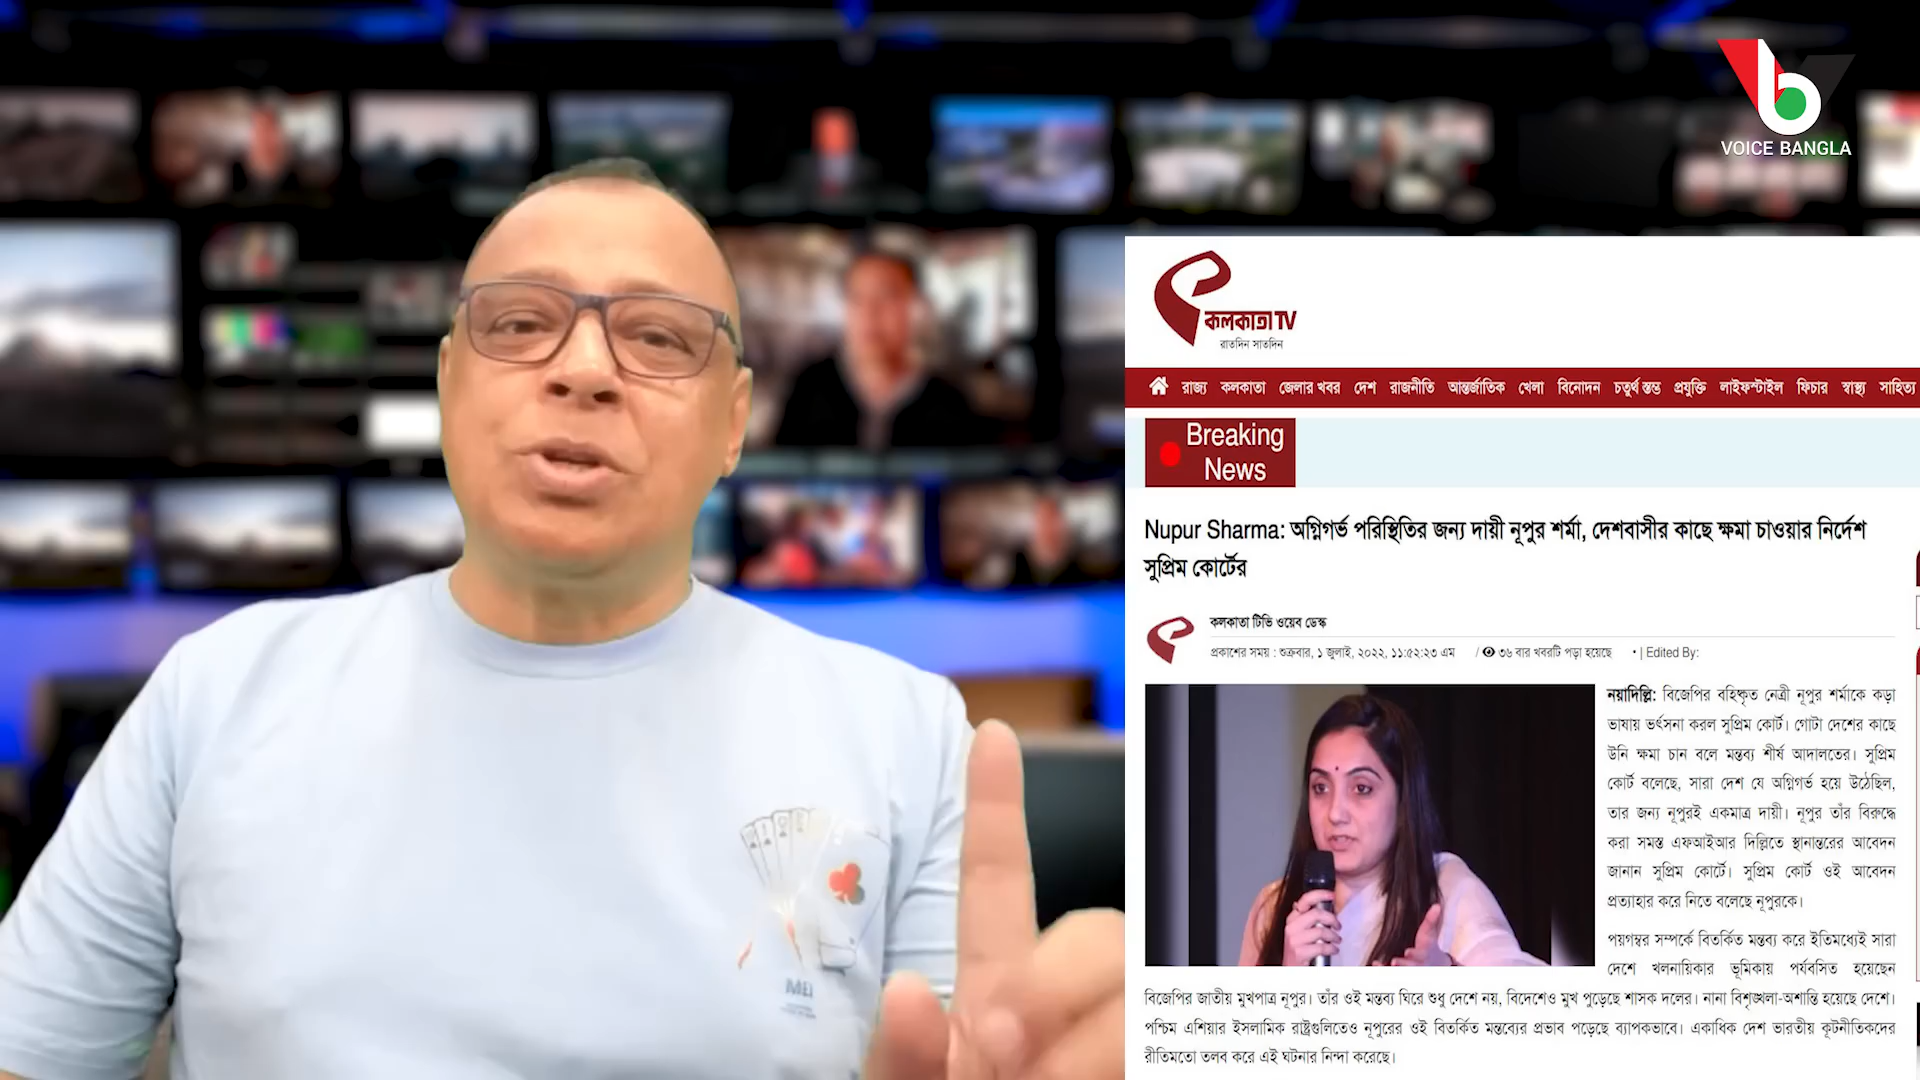 VOICE BANGLA
কলকাতা TV
রাতদিন সাতদিন
রাজ্য কলকাতা জেলার খবর দেশ রাজনীতি আন্তর্জাতিক খেলা বিনোদন চতুর্থ স্তম্ভ প্রযুক্তি লাইফস্টাইল ফিচার স্বাস্থ্য সাহিত্য
Breaking
News
Nupur Sharma: অগ্নিগর্ভ পরিস্থিতির জন্য দায়ী নূপুর শর্মা, দেশবাসীর কাছে ক্ষমা চাওয়ার নির্দেশ
সুপ্রিম কোর্টের
কলকাতা টিভি ওয়েব ডেস্ক
প্রকাশের সময় : শুক্রবার, ১ জুলাই, ২০২২, ১১:৫২:২৩ এম / ৩৬ বার খবরটি পড়া হয়েছে • | Edited By:
নয়াদিল্লি: বিজেপির বহিষ্কৃত নেত্রী নূপুর শর্মাকে কড়া
ভাষায় ভর্ৎসনা করল সুপ্রিম কোর্ট। গোটা দেশের কাছে
উনি ক্ষমা চান বলে মন্তব্য শীর্ষ আদালতের। সুপ্রিম
কোর্ট বলেছে, সারা দেশ যে অগ্নিগর্ভ হয়ে উঠেছিল,
তার জন্য নূপুরই একমাত্র দায়ী। নূপুর তাঁর বিরুদ্ধে
করা সমস্ত এফআইআর দিল্লিতে স্থানান্তরের আবেদন
জানান সুপ্রিম কোর্টে। সুপ্রিম কোর্ট ওই আবেদন
প্রত্যাহার করে নিতে বলেছে নূপুরকে।
পয়গম্বর সম্পর্কে বিতর্কিত মন্তব্য করে ইতিমধ্যেই সারা
দেশে খলনায়িকার ভূমিকায় পর্যবসিত হয়েছেন
বিজেপির জাতীয় মুখপাত্র নূপুর। তাঁর ওই মন্তব্য ঘিরে শুধু দেশে নয়, বিদেশেও মুখ পুড়েছে শাসক দলের। নানা বিশৃঙ্খলা-অশান্তি হয়েছে দেশে।
পশ্চিম এশিয়ার ইসলামিক রাষ্ট্রগুলিতেও নূপুরের ওই বিতর্কিত মন্তব্যের প্রভাব পড়েছে ব্যাপকভাবে। একাধিক দেশ ভারতীয় কূটনীতিকদের
রীতিমতো তলব করে এই ঘটনার নিন্দা করেছে।